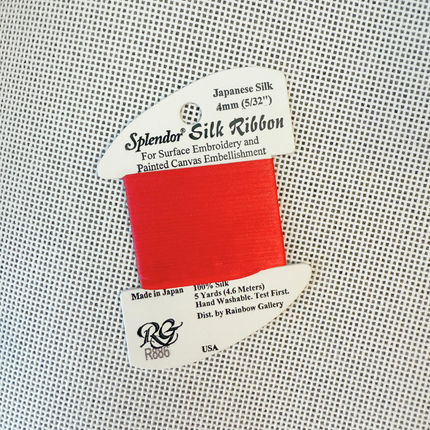 Japanese Silk
4mm (5/32")
Splendor® Silk Ribbon
For Surface Embroidery and
Painted Canvas Embellishment
Made in Japan
100% Silk
5 Yards (4.6 Meters)
Hand Washable. Test First.
Dist. by Rainbow Gallery
RG
R886
USA